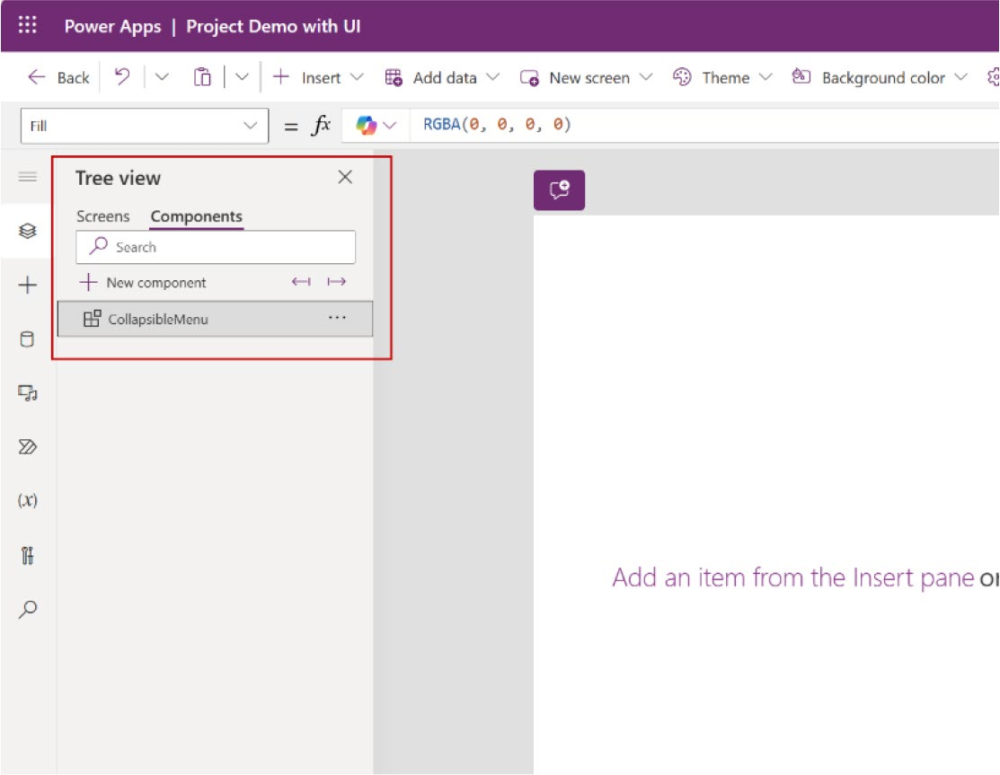 Power Apps | Project Demo with UI
Back Insert Add data New screen Theme Background color
Fill = fx RGBA(0, 0, 0, 0)
Tree view
Screens Components
Search
New component
CollapsibleMenu
(x)
Add an item from the Insert pane or